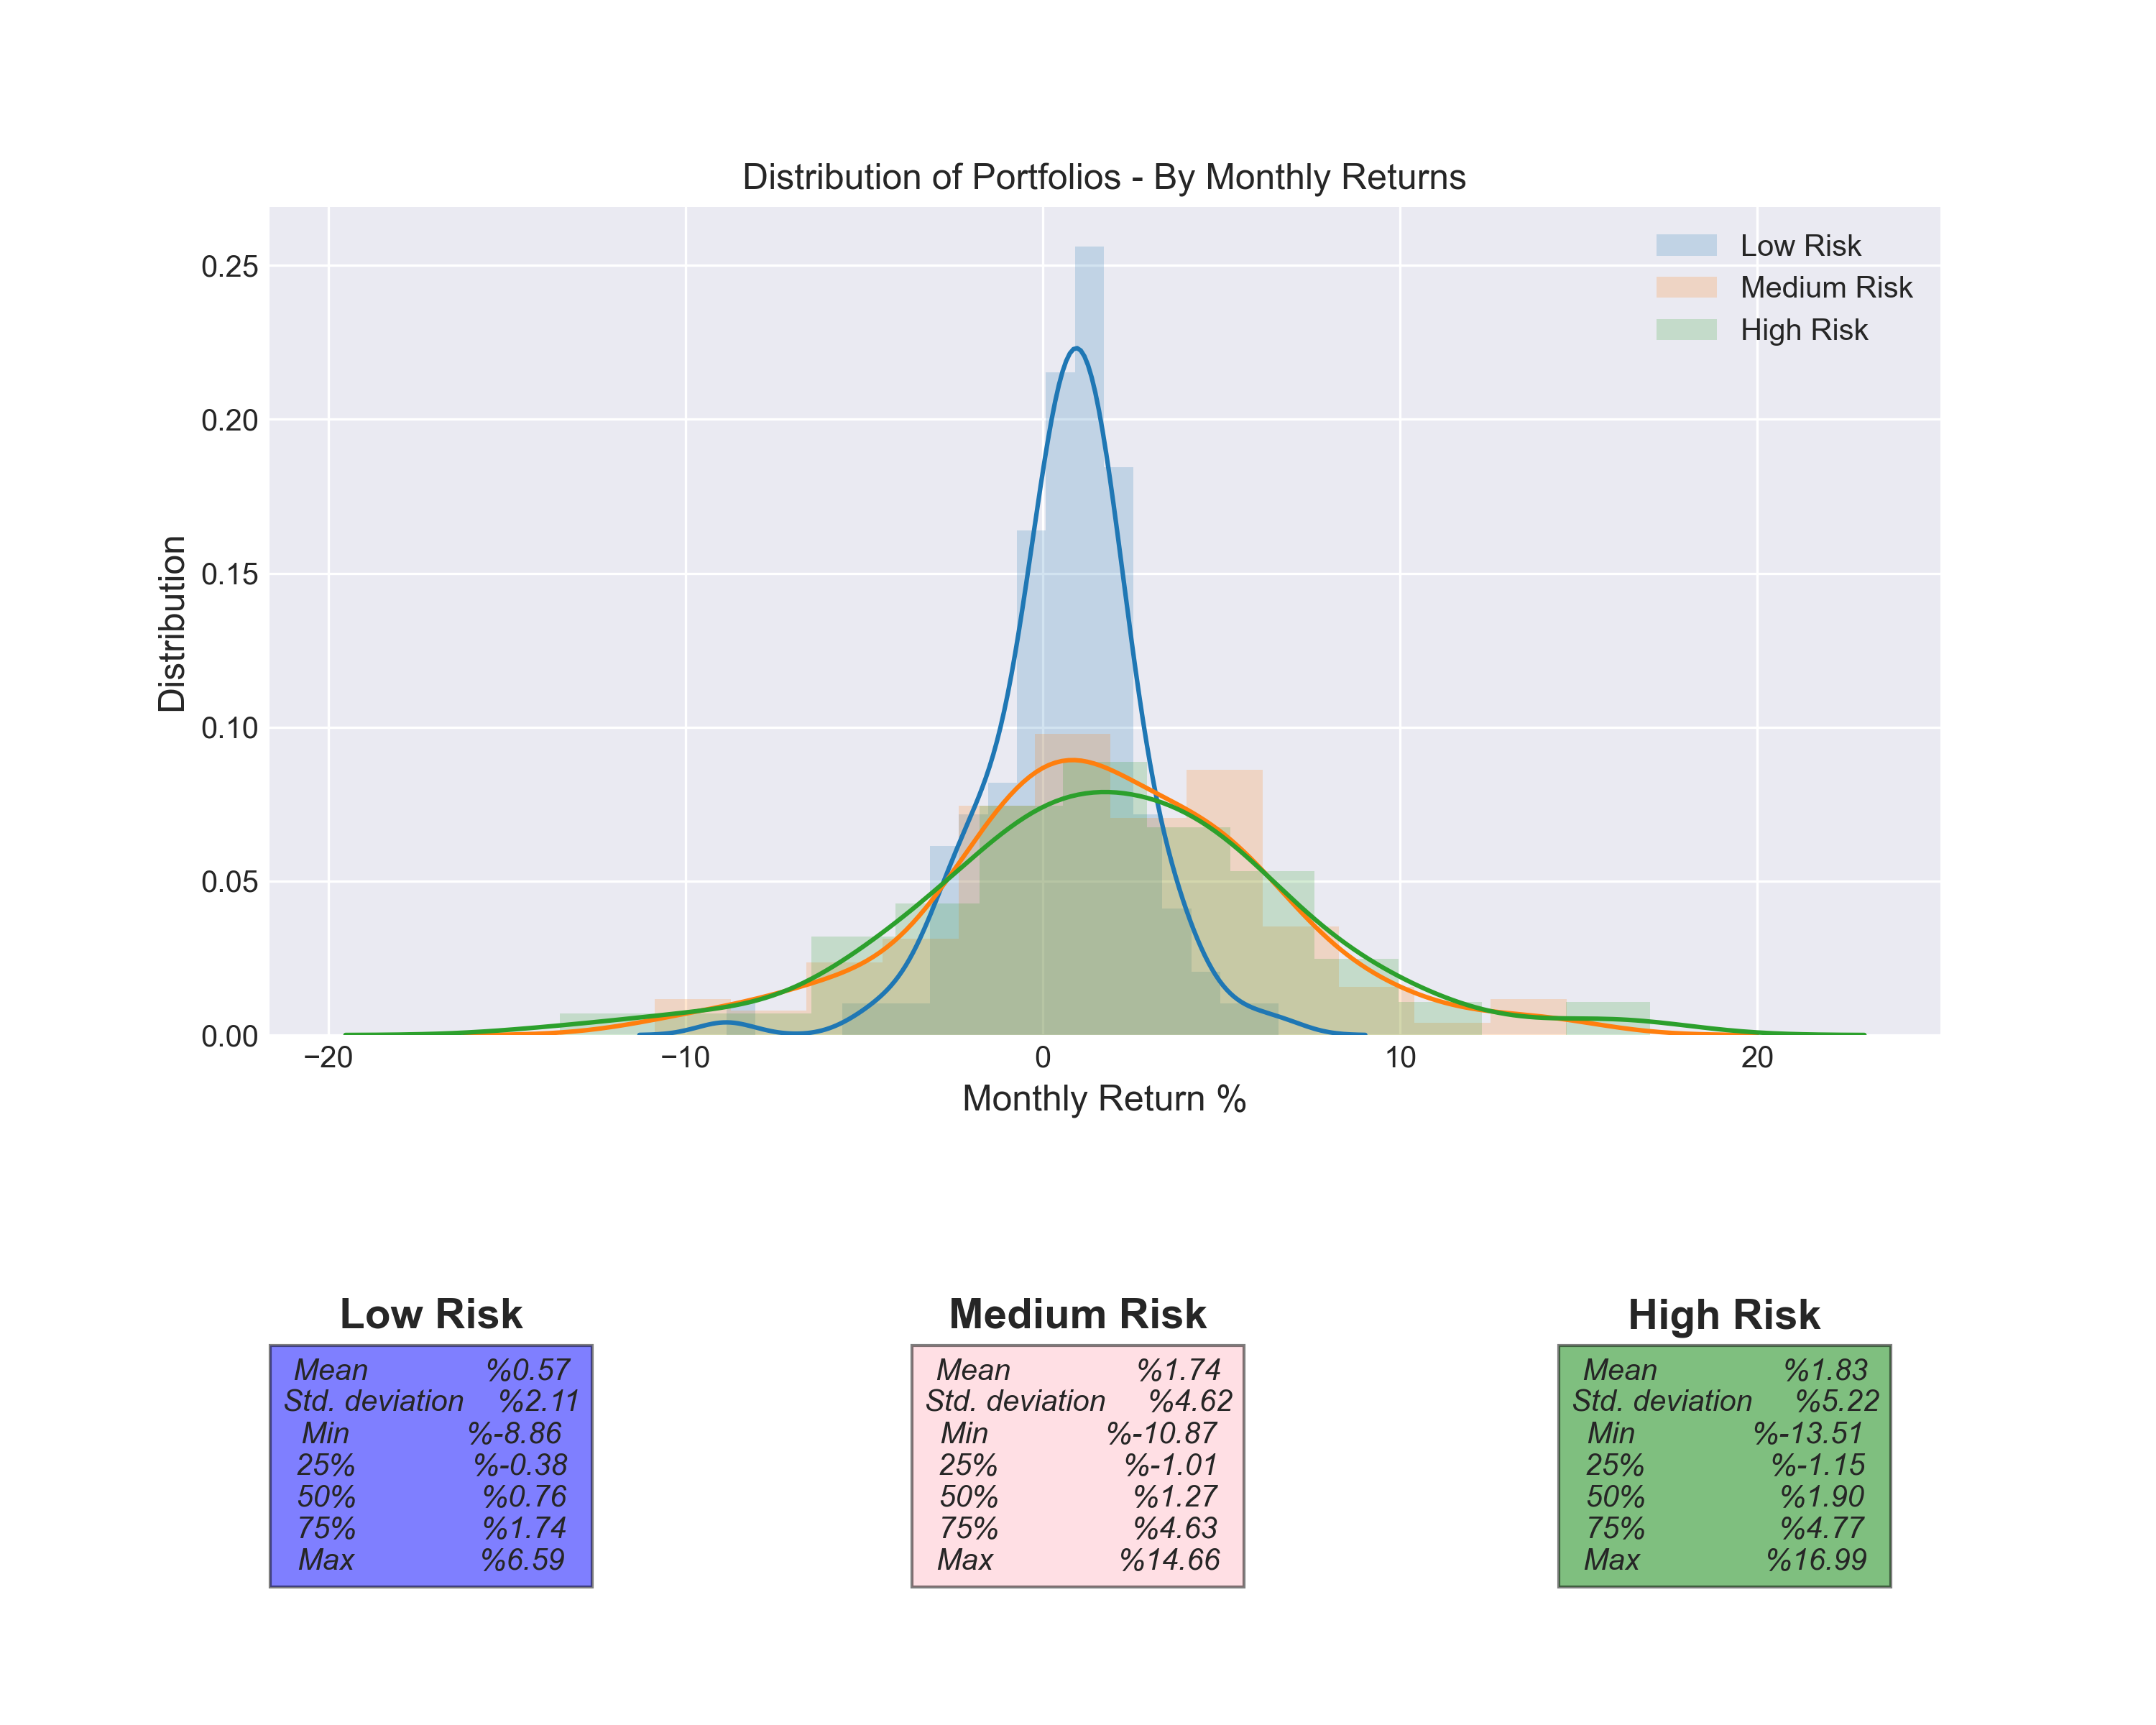 Distribution of Portfolios - By Monthly Returns
Low Risk
Medium Risk
High Risk
0.25
0.20
0.15
0.10
0.05
0.00
Distribution
−20 −10 0 10 20
Monthly Return %
Low Risk
Mean %0.57
Std. deviation %2.11
Min %-8.86
25% %-0.38
50% %0.76
75% %1.74
Max %6.59
Medium Risk
Mean %1.74
Std. deviation %4.62
Min %-10.87
25% %-1.01
50% %1.27
75% %4.63
Max %14.66
High Risk
Mean %1.83
Std. deviation %5.22
Min %-13.51
25% %-1.15
50% %1.90
75% %4.77
Max %16.99